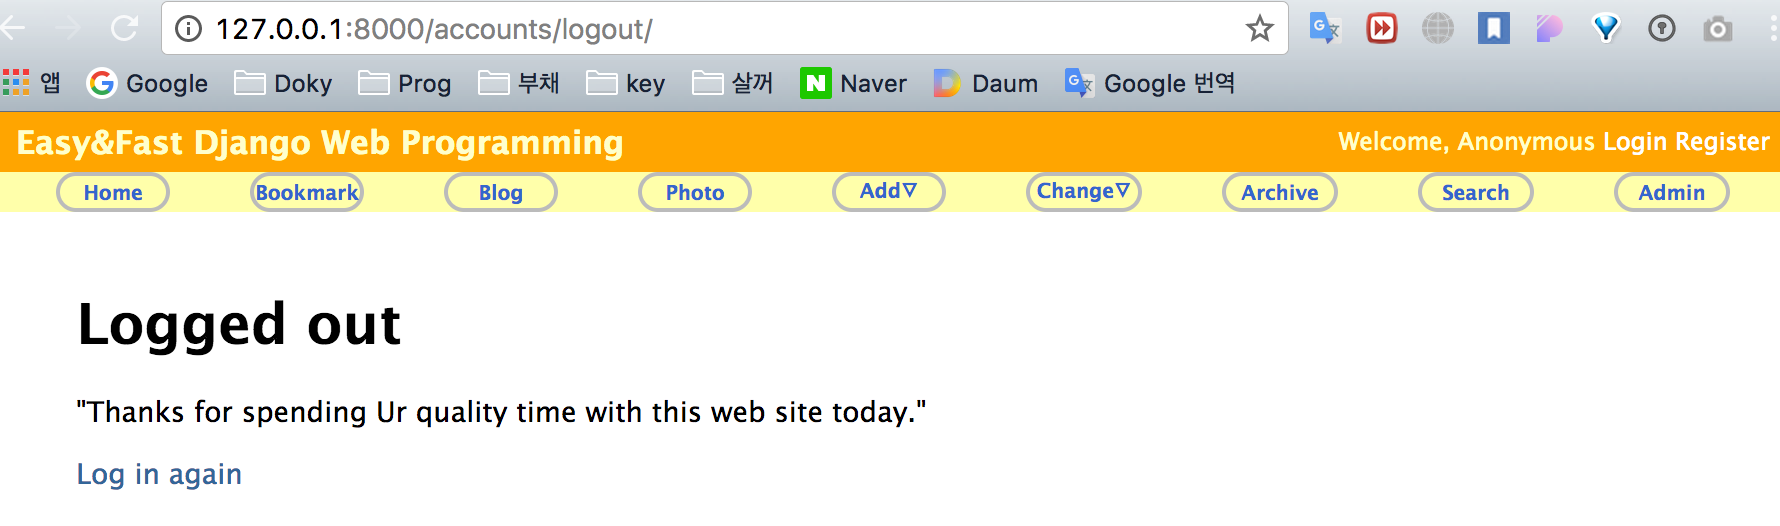 127.0.0.1:8000/accounts/logout/
앱 Google Doky Prog 부채 key 살꺼 Naver Daum Google 번역
Easy&Fast Django Web Programming Welcome, Anonymous Login Register
Home Bookmark Blog Photo Add▽ Change▽ Archive Search Admin
Logged out
"Thanks for spending Ur quality time with this web site today."
Log in again